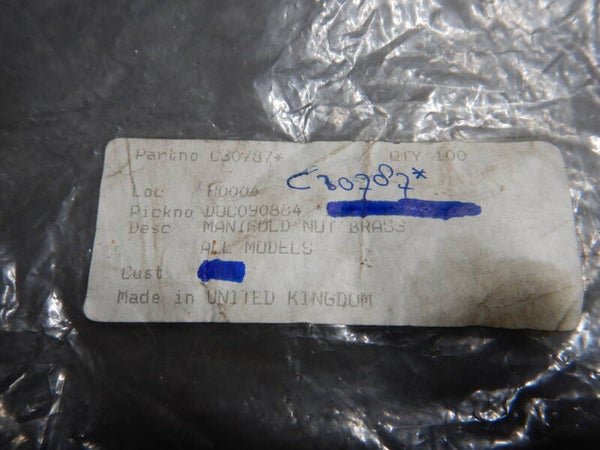 Partno C30787* QTY 100
C30787*
Loc H0004
Pickno DUC090884
Desc MANIFOLD NUT BRASS
ALL MODELS
Cust
Made in UNITED KINGDOM